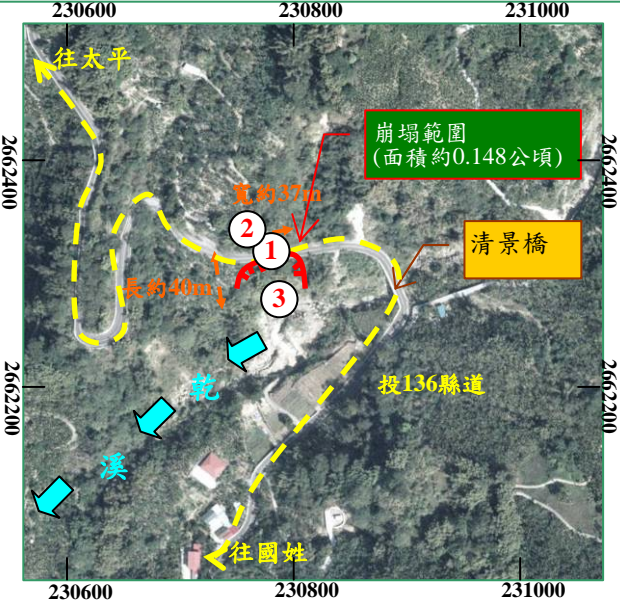 230600
230800
231000
往太平
崩塌範圍
(面積約0.148公頃)
2662400
2662400
寬約37m
2
1
清景橋
長約40m
3
乾
投136縣道
2662200
2662200
溪
往國姓
230600
230800
231000